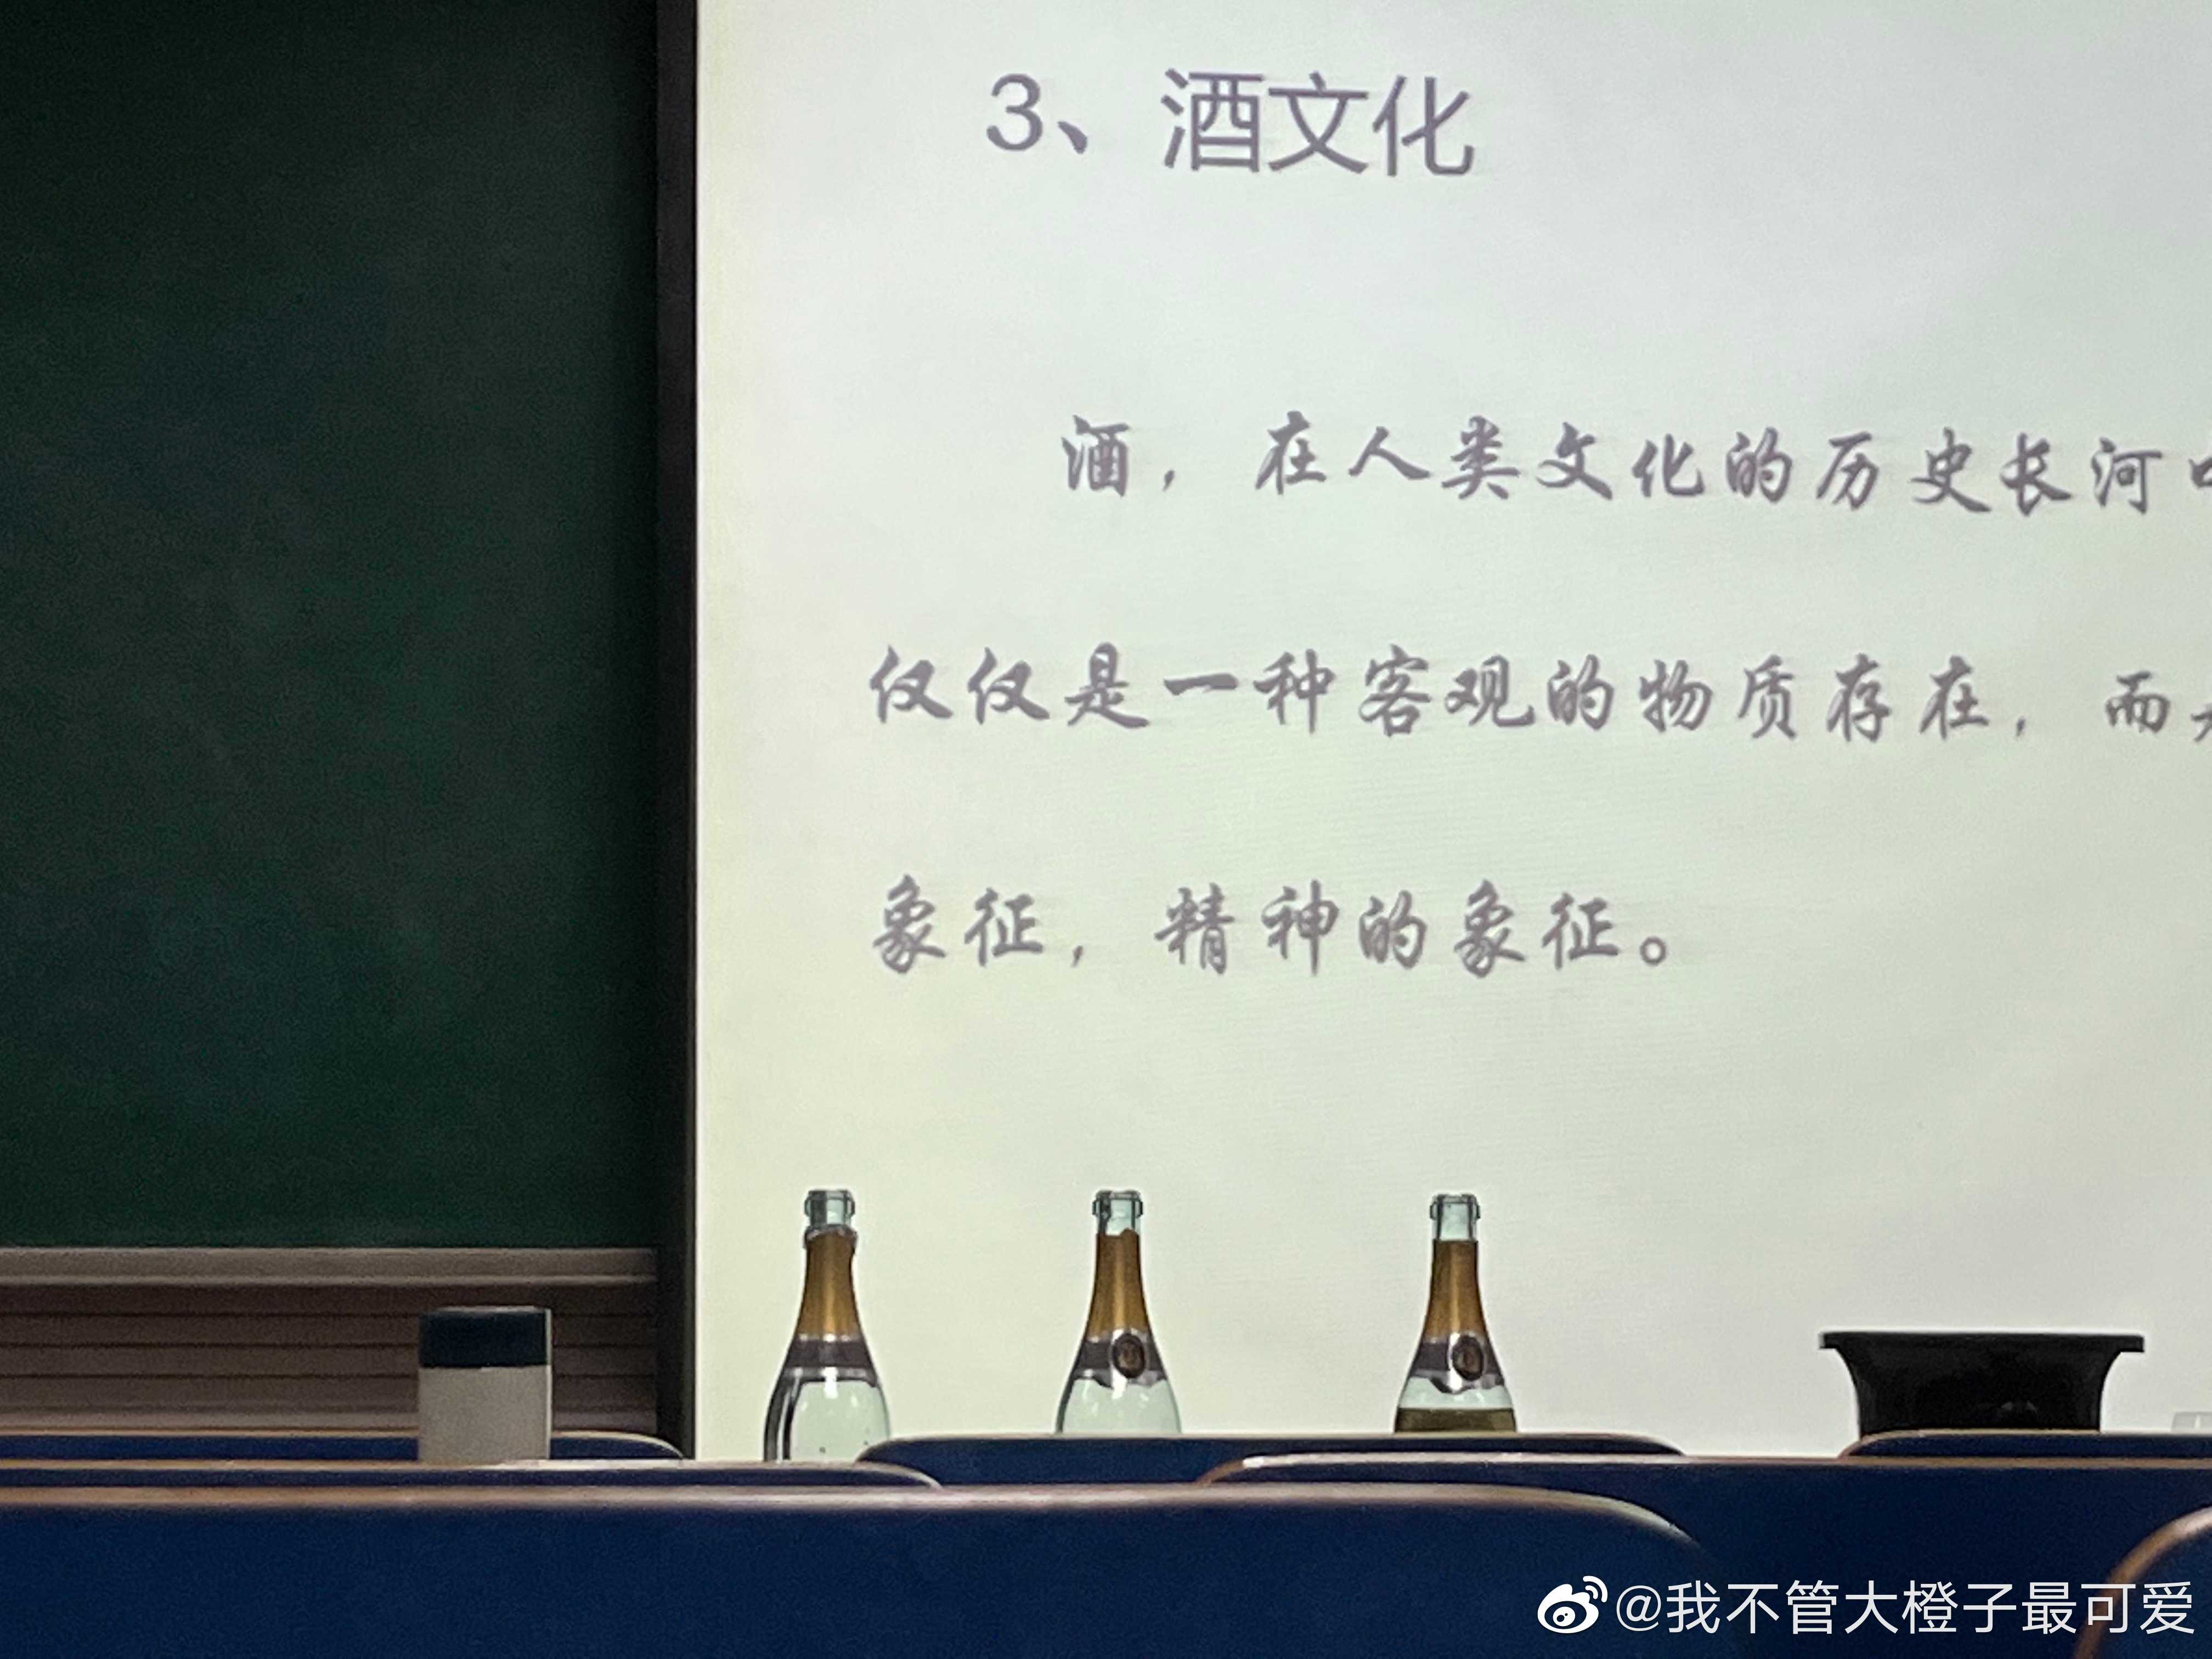 3、酒文化
酒，在人类文化的历史长河
仅仅是一种客观的物质存在，而
象征，精神的象征。
@我不管大橙子最可爱